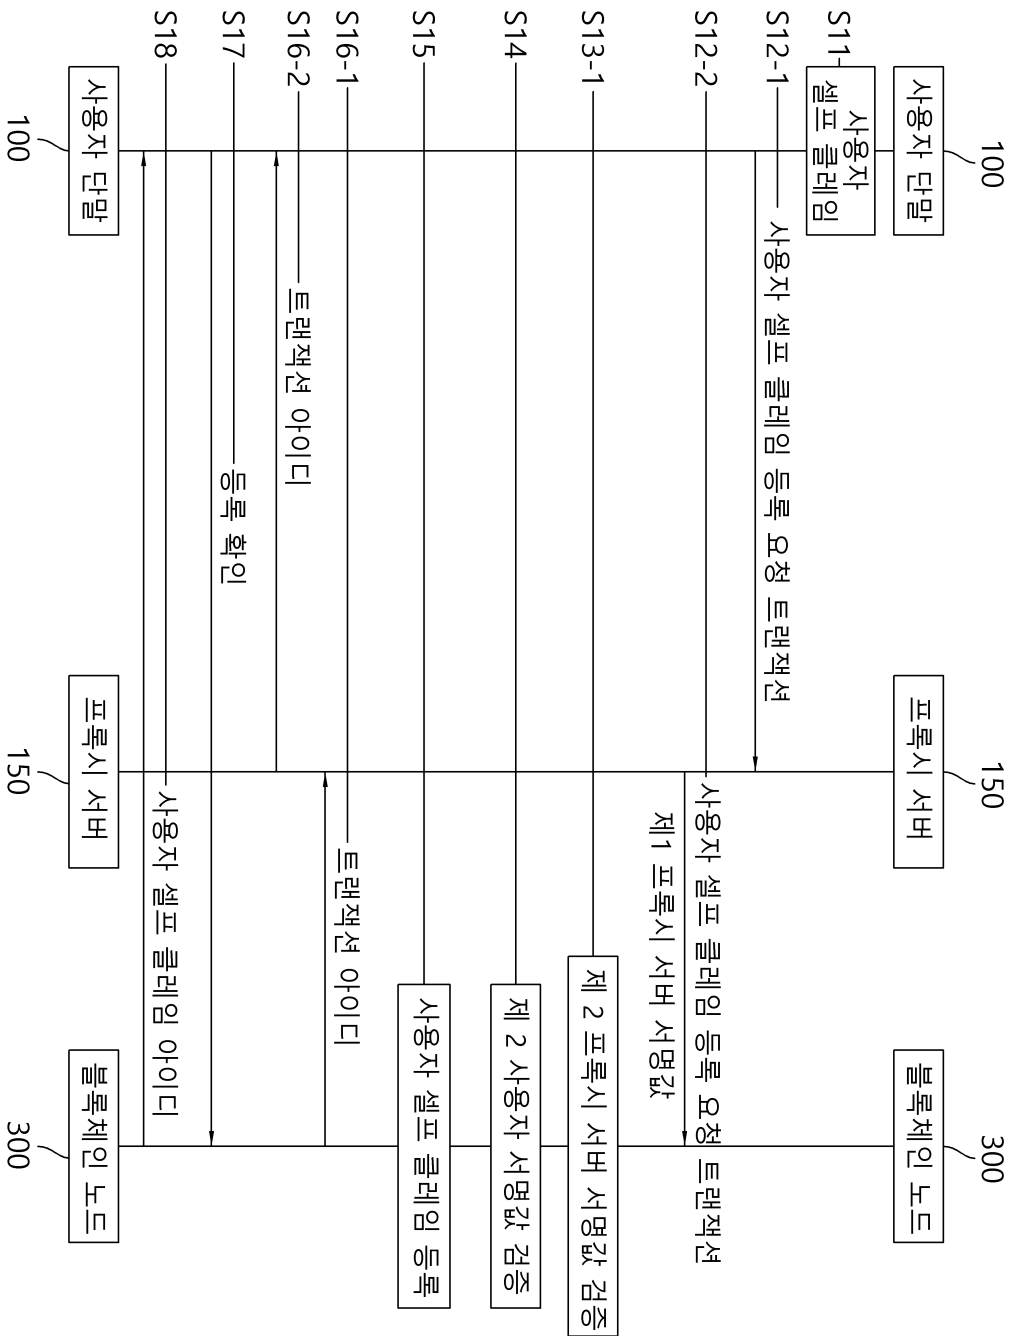 100
150
300
사용자 단말
프록시 서버
블록체인 노드
S11
사용자
셀프 클레임
S12-1
사용자 셀프 클레임 등록 요청 트랜잭션
S12-2
사용자 셀프 클레임 등록 요청 트랜잭션
제1 프록시 서버 서명값
S13-1
제 2 프록시 서버 서명값 검증
S14
제 2 사용자 서명값 검증
S15
사용자 셀프 클레임 등록
S16-1
트랜잭션 아이디
S16-2
트랜잭션 아이디
S17
등록 확인
S18
사용자 셀프 클레임 아이디
사용자 단말
프록시 서버
블록체인 노드
100
150
300